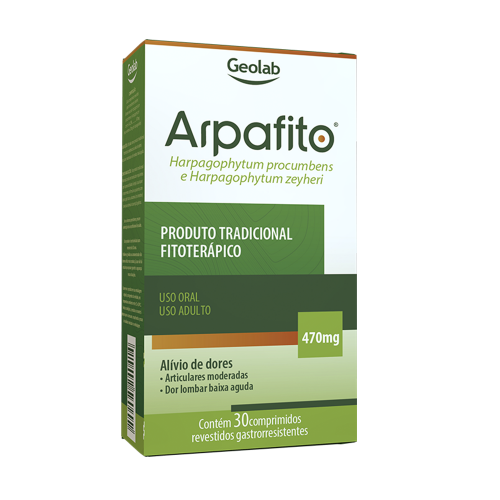 Geolab
Arpafito®
Harpagophytum procumbens
e Harpagophytum zeyheri
PRODUTO TRADICIONAL
FITOTERÁPICO
USO ORAL
USO ADULTO
470mg
Alívio de dores
• Articulares moderadas
• Dor lombar baixa aguda
Contém 30 comprimidos
revestidos gastrorresistentes